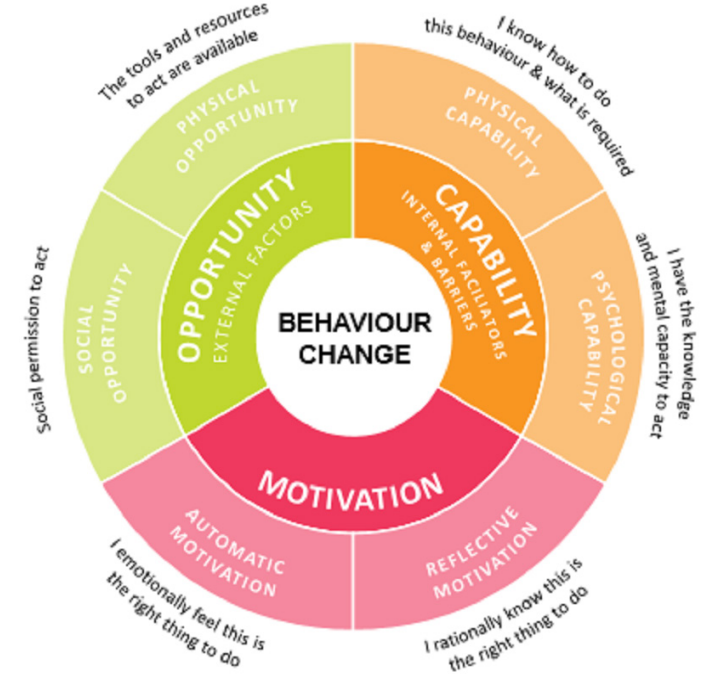 The tools and resources
to act are available
I know how to do
this behaviour & what is required
PHYSICAL
OPPORTUNITY
PHYSICAL
CAPABILITY
OPPORTUNITY
EXTERNAL FACTORS
CAPABILITY
INTERNAL FACILIATORS
& BARRIERS
Social permission to act
SOCIAL
OPPORTUNITY
BEHAVIOUR
CHANGE
PSYCHOLOGICAL
CAPABILITY
I have the knowledge
and mental capacity to act
MOTIVATION
AUTOMATIC
MOTIVATION
REFLECTIVE
MOTIVATION
I emotionally feel this is
the right thing to do
I rationally know this is
the right thing to do